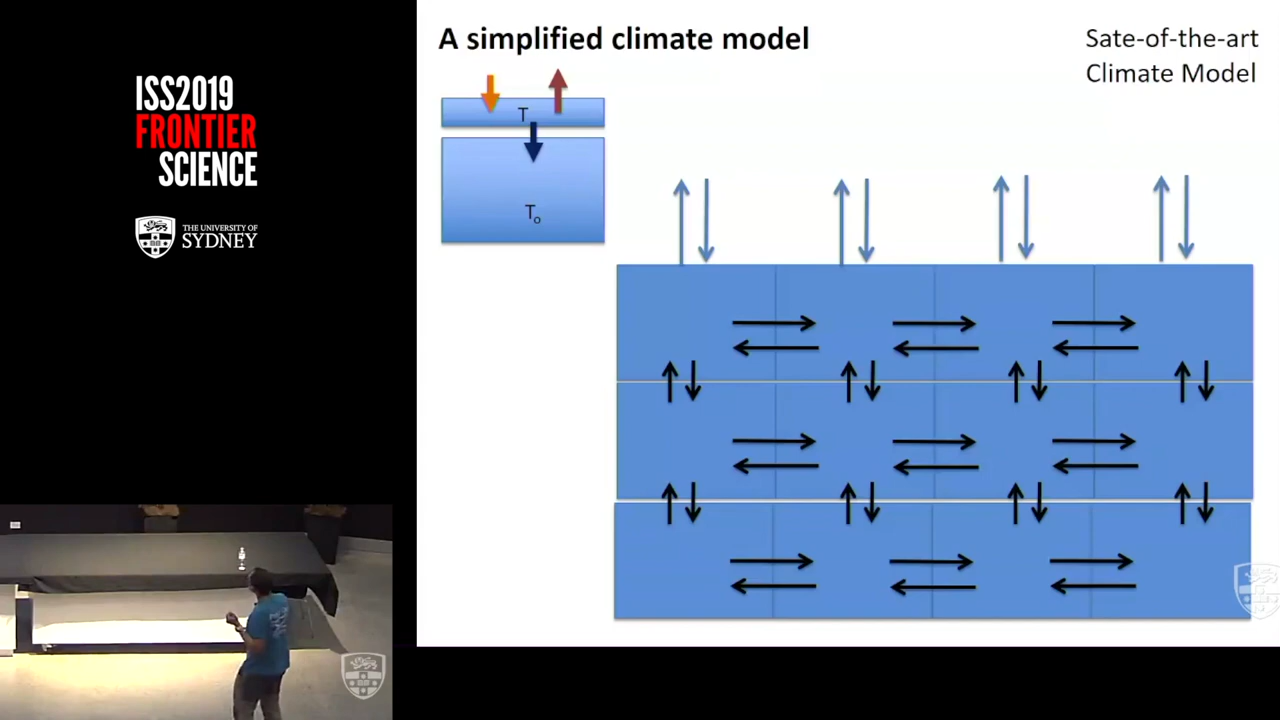 ISS2019
FRONTIER
SCIENCE
THE UNIVERSITY OF
SYDNEY
A simplified climate model
Sate-of-the-art
Climate Model
T
To